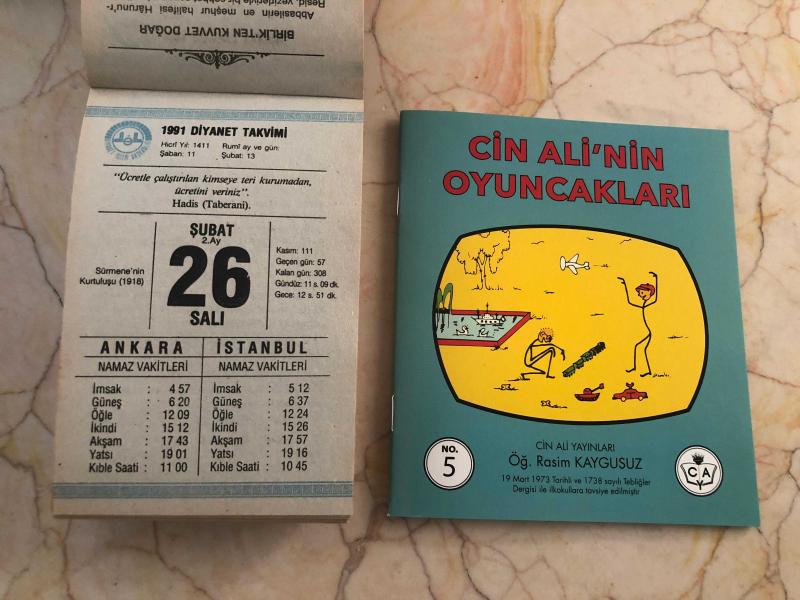 BİRLİK'TEN KUVVET DOĞAR
Abbasilerin en meşhur halifesi Hârunu'r-
1991 DİYANET TAKVİMİ
Hicrî Yıl: 1411 Rumî ay ve gün:
Şaban: 11 Şubat: 13
"Ücretle çalıştırılan kimseye teri kurumadan,
ücretini veriniz".
Hadis (Taberani).
ŞUBAT
2.Ay
26
SALI
Sürmene'nin
Kurtuluşu (1918)
Kasım: 111
Geçen gün: 57
Kalan gün: 308
Gündüz: 11 s. 09 dk.
Gece: 12 s. 51 dk.
ANKARA
NAMAZ VAKİTLERİ
İmsak : 4 57
Güneş : 6 20
Öğle : 12 09
İkindi : 15 12
Akşam : 17 43
Yatsı : 19 01
Kıble Saati : 11 00
İSTANBUL
NAMAZ VAKİTLERİ
İmsak : 5 12
Güneş : 6 37
Öğle : 12 24
İkindi : 15 26
Akşam : 17 57
Yatsı : 19 16
Kıble Saati : 10 45
CİN ALİ'NİN
OYUNCAKLARI
NO.
5
CİN ALİ YAYINLARI
Öğ. Rasim KAYGUSUZ
19 Mart 1973 Tarihli ve 1738 sayılı Tebliğler
Dergisi ile ilkokullara tavsiye edilmiştir
C A